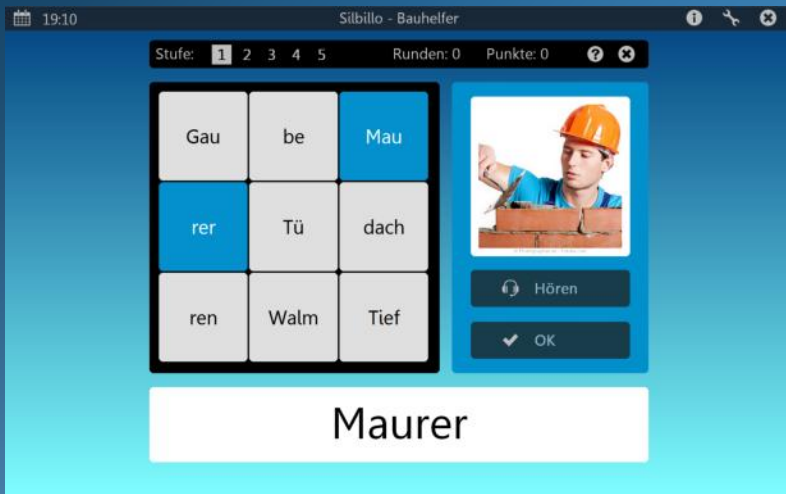 19:10 Silbillo - Bauhelfer
Stufe: 1 2 3 4 5 Runden: 0 Punkte: 0
Gau be Mau
rer Tü dach
ren Walm Tief
Hören
OK
Maurer